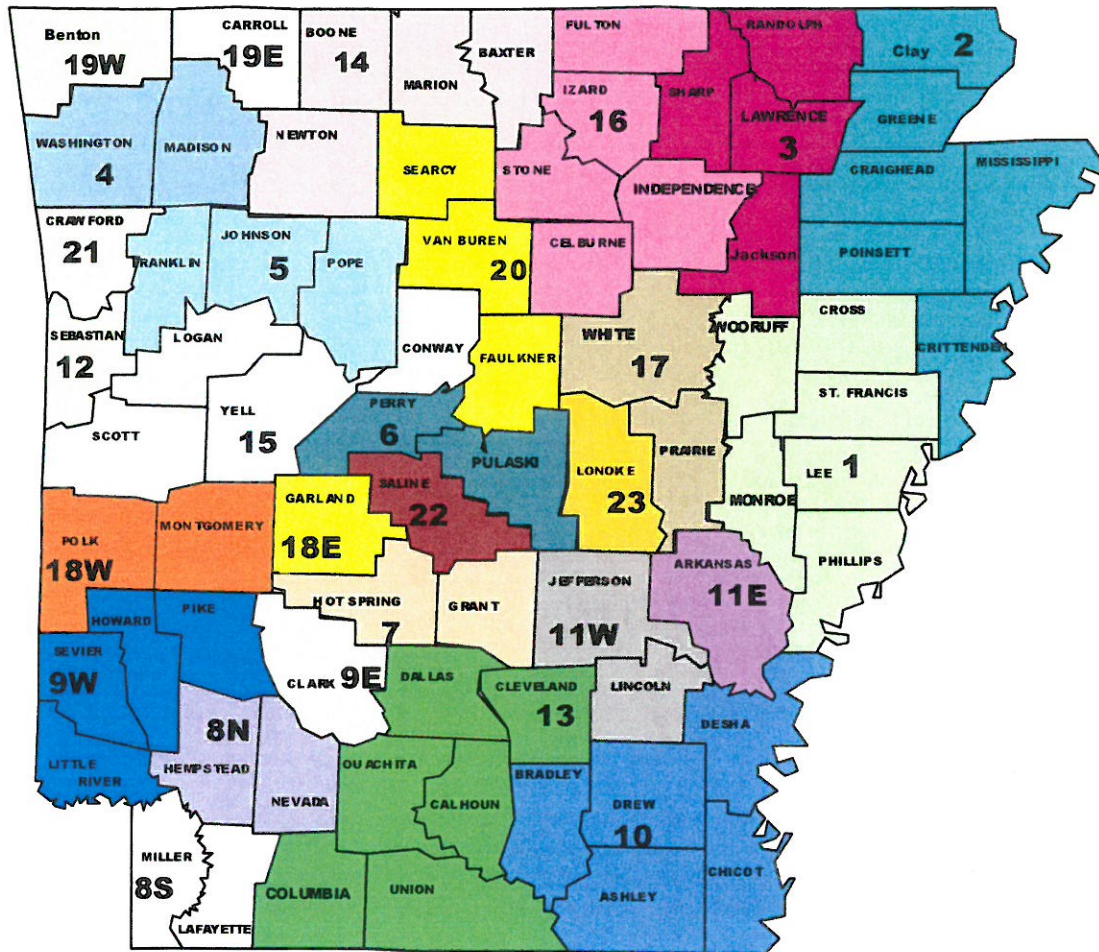 Benton
19W
CARROLL
19E
BOONE
14
MARION
BAXTER
FULTON
RANDOLPH
Clay 2
IZARD
16
SHARP
LAWRENCE
3
GREENE
WASHINGTON
4
MADISON
NEWTON
SEARCY
STONE
INDEPENDENCE
CRAIGHEAD
MISSISSIPPI
CRAWFORD
21
FRANKLIN
JOHNSON
5
POPE
VAN BUREN
20
CELBURNE
Jackson
POINSETT
SEBASTIAN
12
LOGAN
CONWAY
FAULKNER
WHITE
17
WOORUFF
CROSS
CRITTENDEN
SCOTT
YELL
15
PERRY
6
PULASKI
LONOKE
23
PRAIRIE
MONROE
ST. FRANCIS
LEE 1
PHILLIPS
POLK
18W
MONTGOMERY
GARLAND
18E
SALINE
22
HOT SPRING
7
GRANT
JEFFERSON
11W
ARKANSAS
11E
HOWARD
PIKE
SEVIER
9W
CLARK 9E
DALLAS
CLEVELAND
13
LINCOLN
DESHA
LITTLE
RIVER
8N
HEMPSTEAD
NEVADA
OUACHITA
CALHOUN
BRADLEY
DREW
10
CHICOT
MILLER
8S
LAFAYETTE
COLUMBIA
UNION
ASHLEY